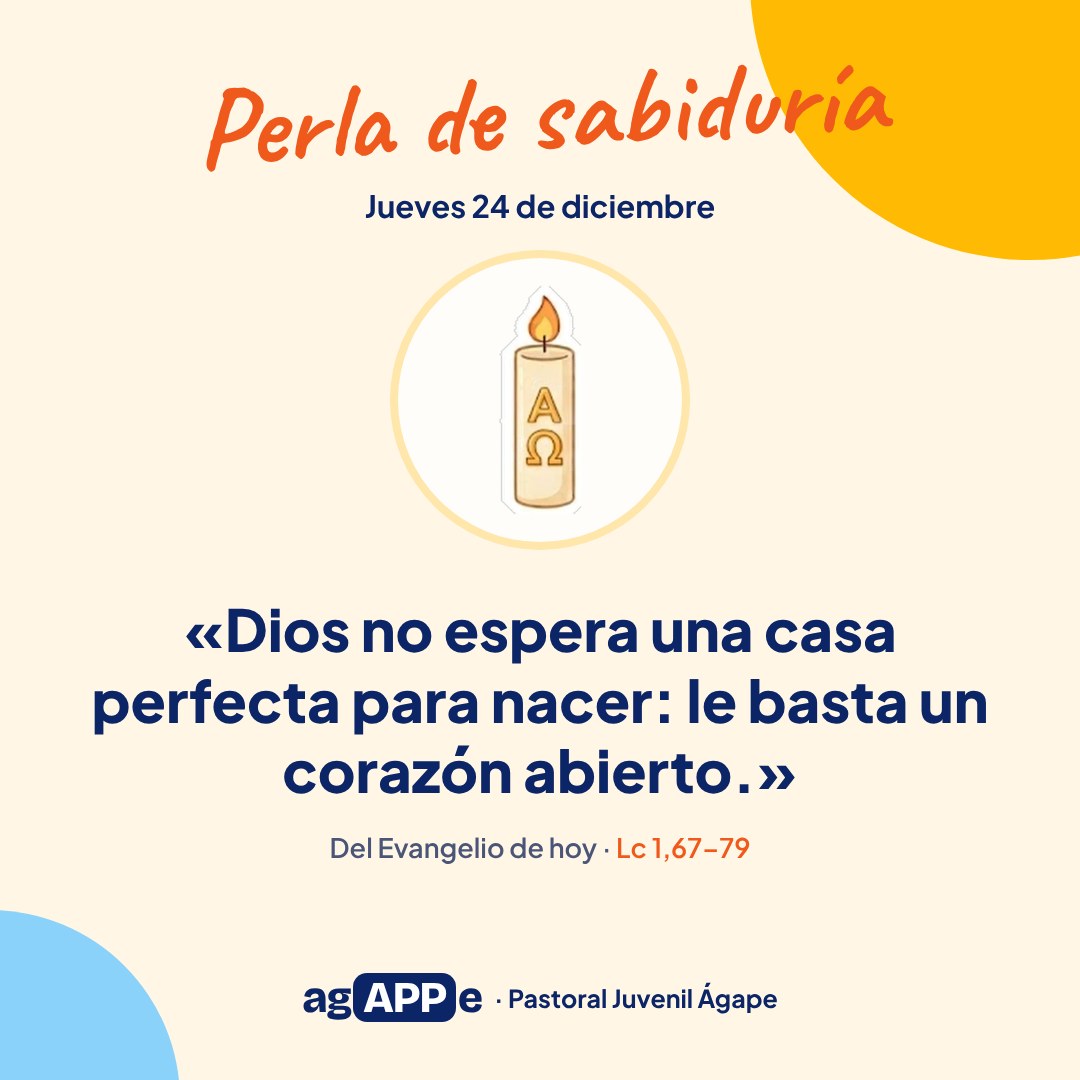 Perla de sabiduría
Jueves 24 de diciembre
Α
Ω
«Dios no espera una casa
perfecta para nacer: le basta un
corazón abierto.»
Del Evangelio de hoy · Lc 1,67–79
agAPPe · Pastoral Juvenil Ágape